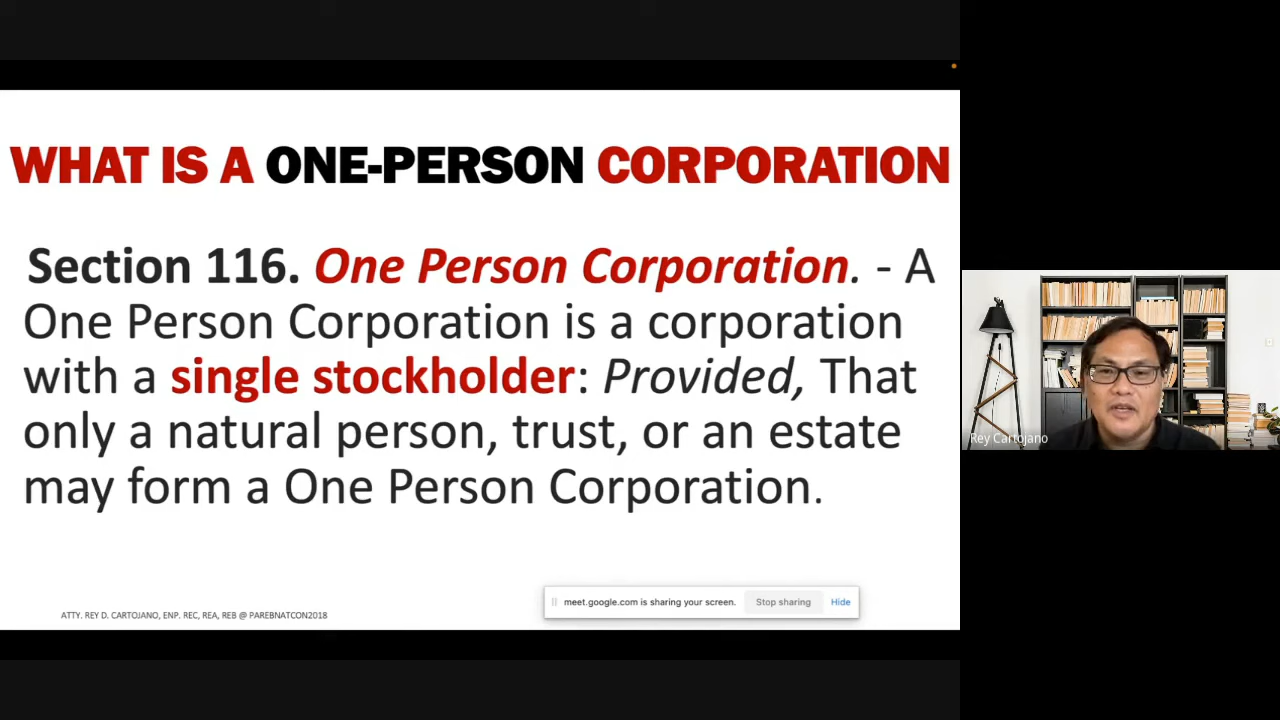 WHAT IS A ONE-PERSON CORPORATION
Section 116. One Person Corporation. - A
One Person Corporation is a corporation
with a single stockholder: Provided, That
only a natural person, trust, or an estate
may form a One Person Corporation.
Rey Cartojano
meet.google.com is sharing your screen. Stop sharing Hide
ATTY. REY D. CARTOJANO, ENP. REC, REA, REB @ PAREBNATCON2018